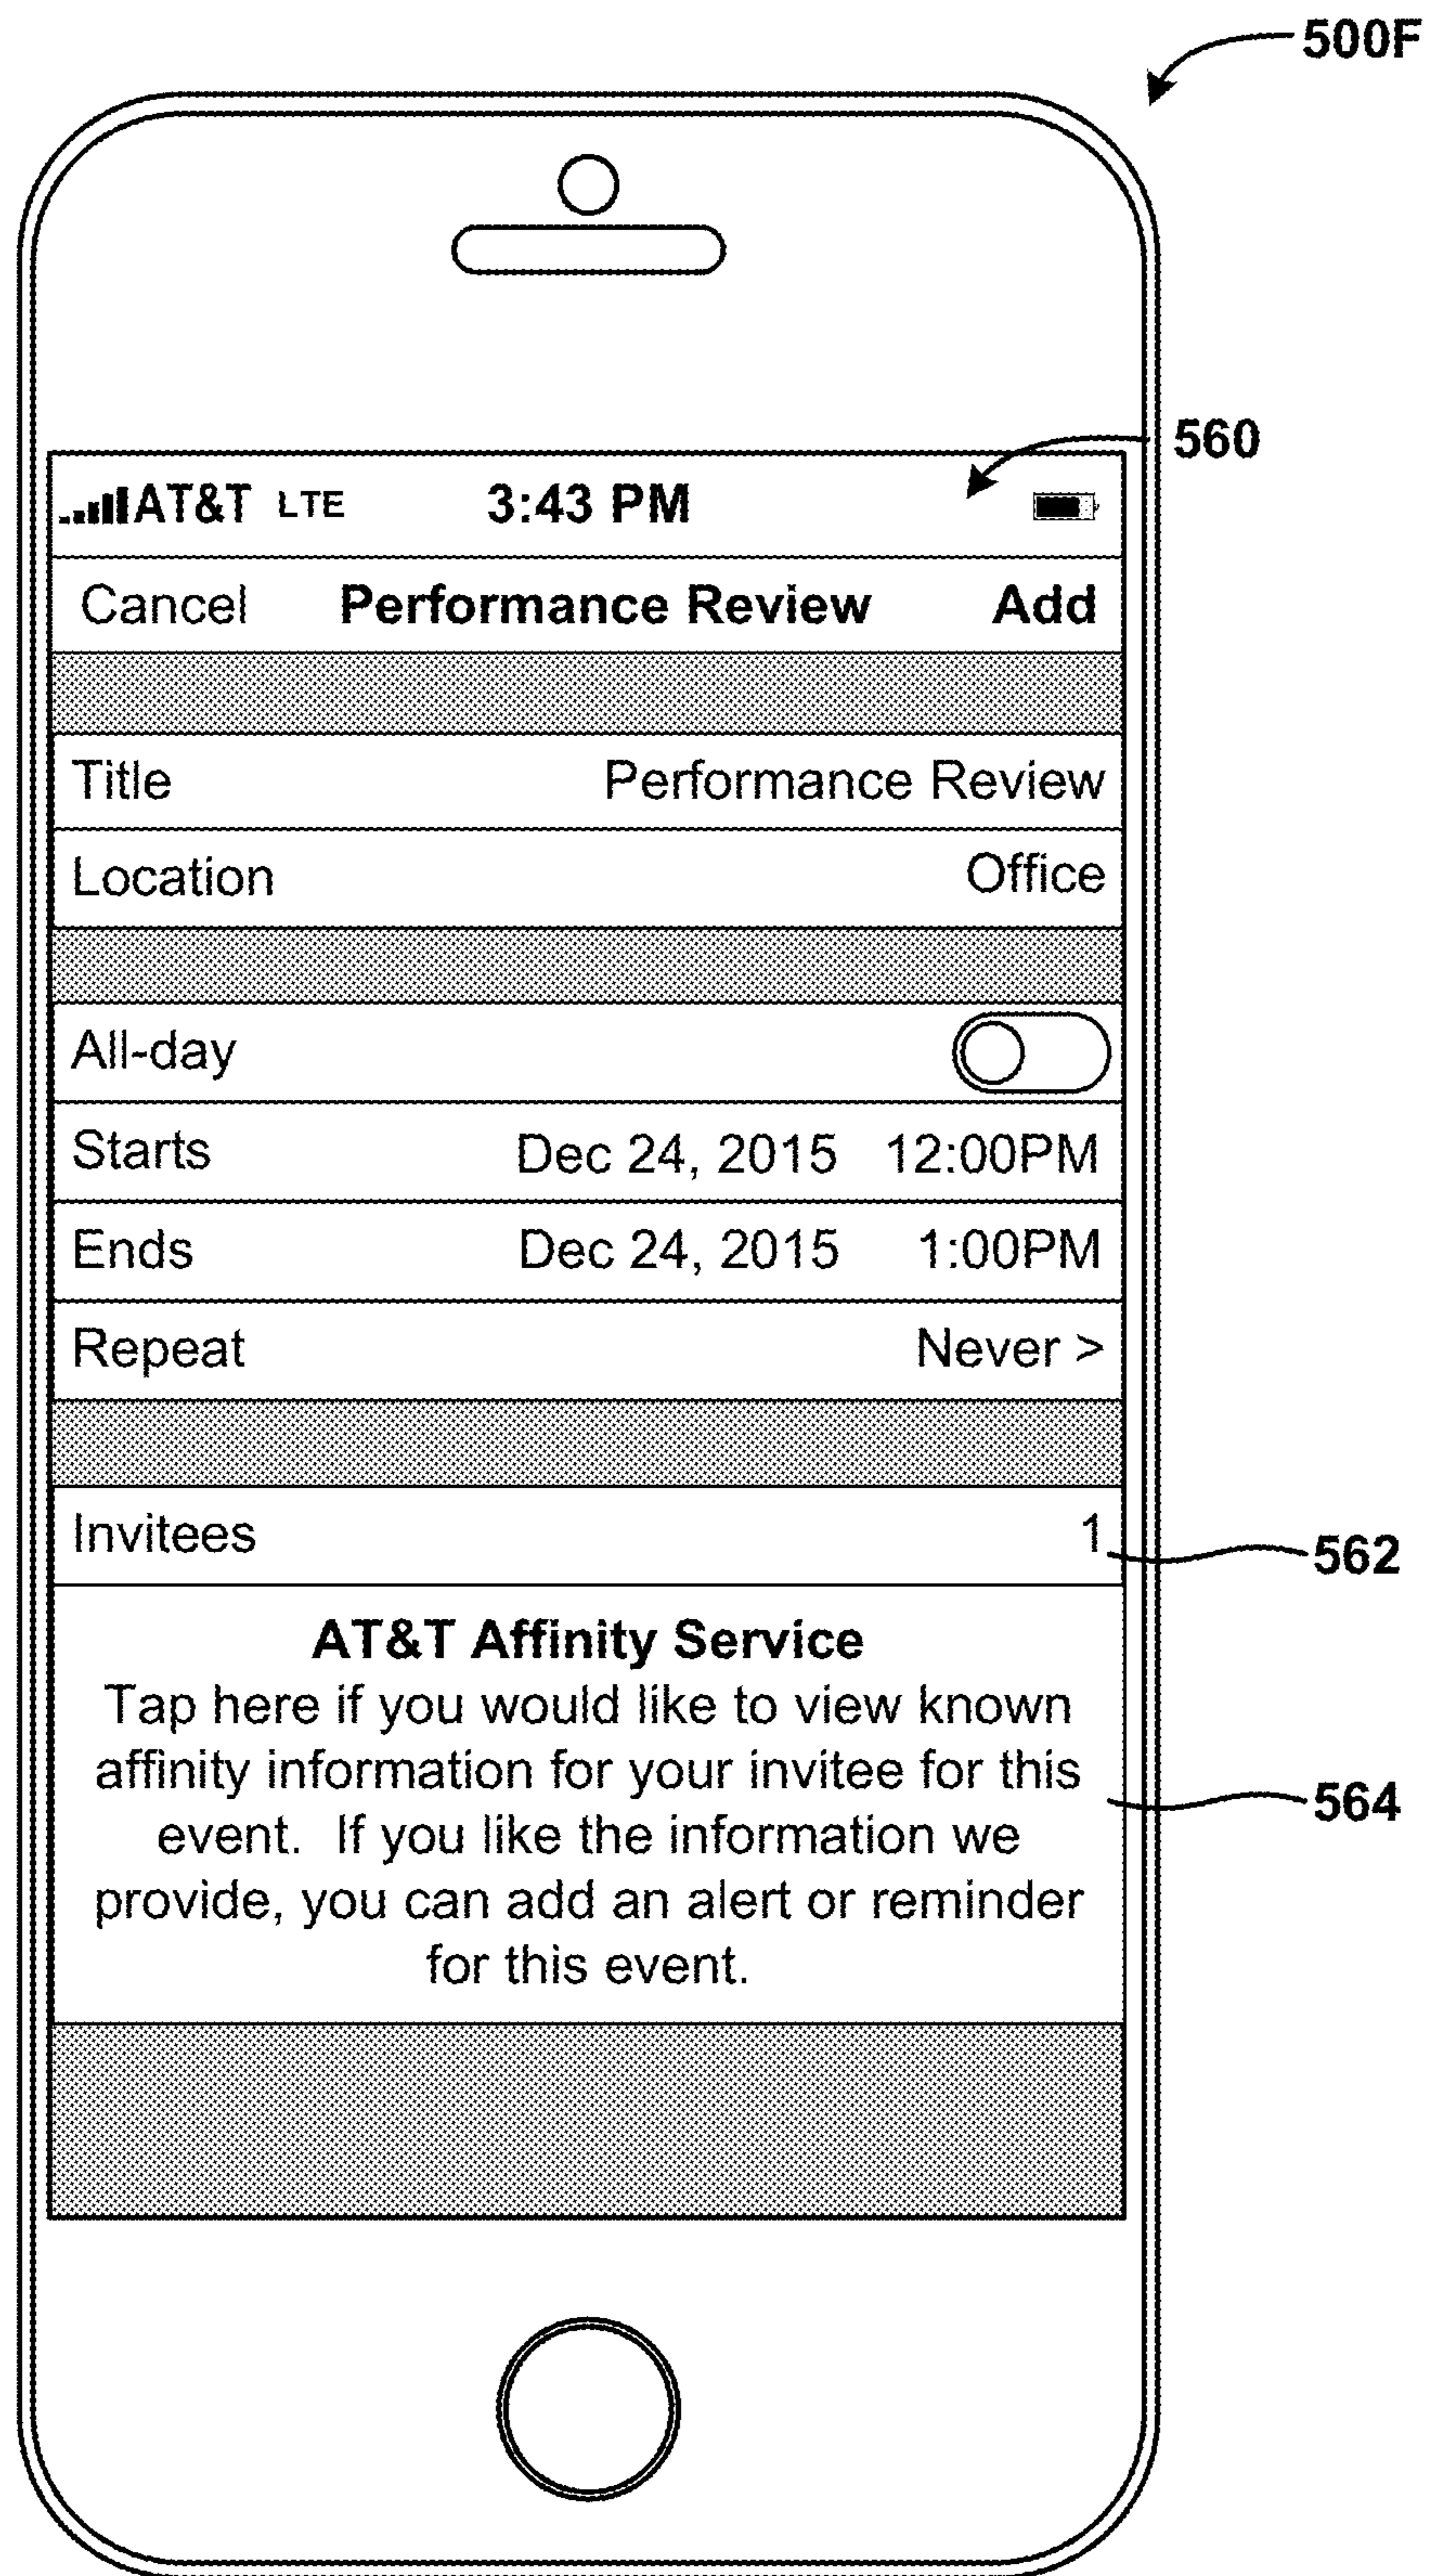 500F
560
AT&T LTE 3:43 PM
Cancel Performance Review Add
Title Performance Review
Location Office
All-day
Starts Dec 24, 2015 12:00PM
Ends Dec 24, 2015 1:00PM
Repeat Never >
Invitees 1
562
AT&T Affinity Service
Tap here if you would like to view known
affinity information for your invitee for this
event. If you like the information we
provide, you can add an alert or reminder
for this event.
564